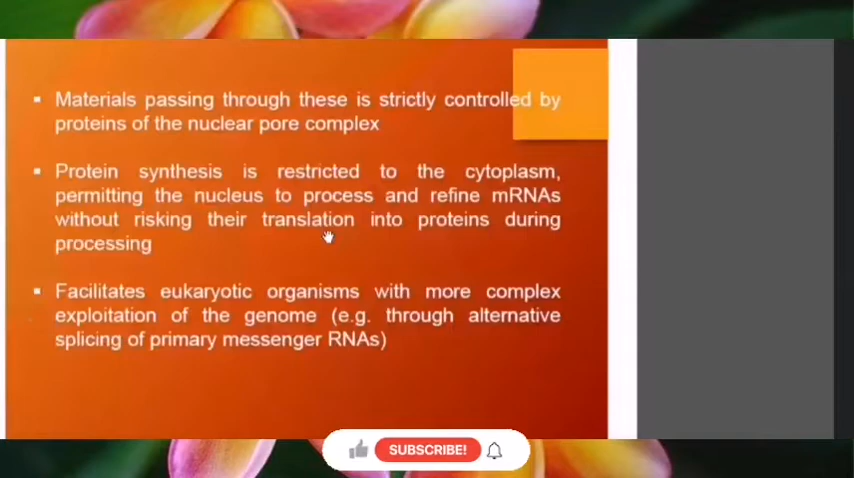 Materials passing through these is strictly controlled by
proteins of the nuclear pore complex
Protein synthesis is restricted to the cytoplasm,
permitting the nucleus to process and refine mRNAs
without risking their translation into proteins during
processing
Facilitates eukaryotic organisms with more complex
exploitation of the genome (e.g. through alternative
splicing of primary messenger RNAs)
SUBSCRIBE!